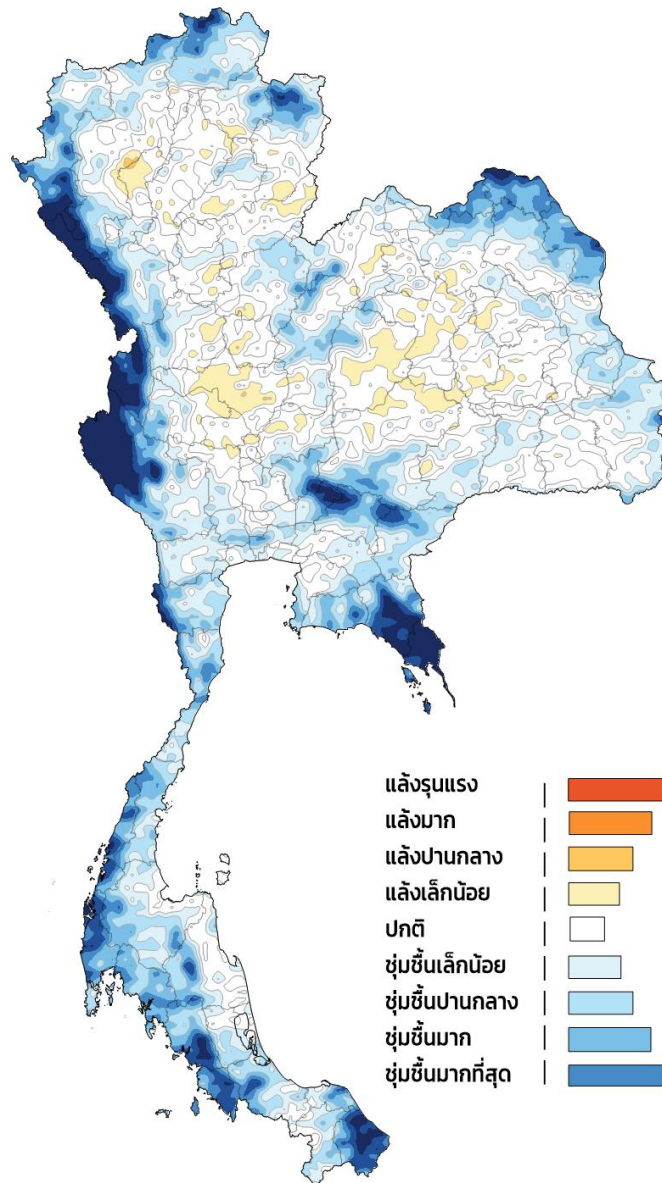 แล้งรุนแรง
แล้งมาก
แล้งปานกลาง
แล้งเล็กน้อย
ปกติ
ชุ่มชื้นเล็กน้อย
ชุ่มชื้นปานกลาง
ชุ่มชื้นมาก
ชุ่มชื้นมากที่สุด